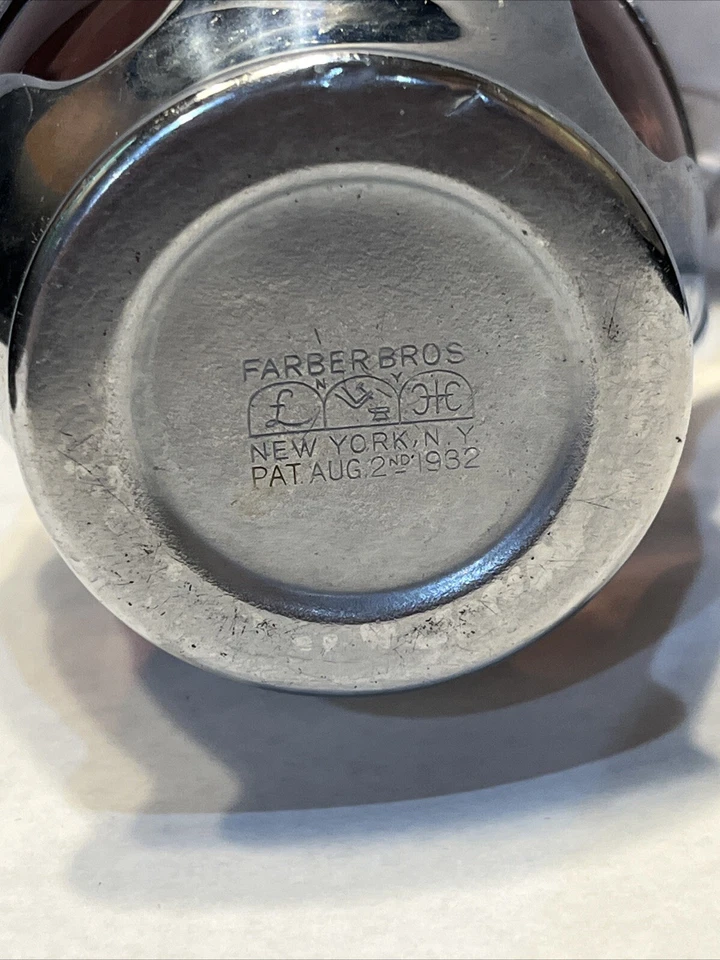 FARBER BROS
N Y
£
NEW YORK, N.Y.
PAT. AUG. 2ND 1932